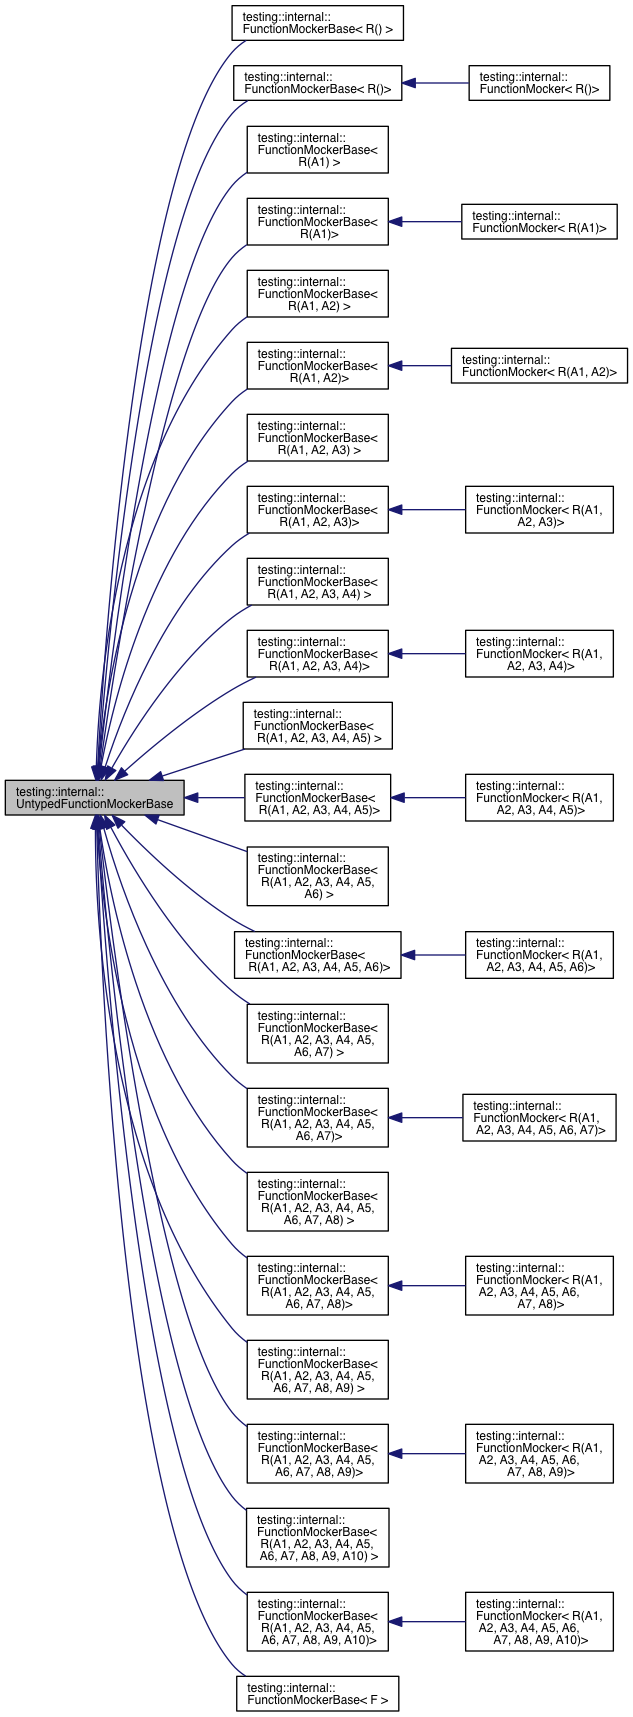 testing::internal::
FunctionMockerBase< R() >
testing::internal::
FunctionMockerBase< R()>
testing::internal::
FunctionMocker< R()>
testing::internal::
FunctionMockerBase<
R(A1) >
testing::internal::
FunctionMockerBase<
R(A1)>
testing::internal::
FunctionMocker< R(A1)>
testing::internal::
FunctionMockerBase<
R(A1, A2) >
testing::internal::
FunctionMockerBase<
R(A1, A2)>
testing::internal::
FunctionMocker< R(A1, A2)>
testing::internal::
FunctionMockerBase<
R(A1, A2, A3) >
testing::internal::
FunctionMockerBase<
R(A1, A2, A3)>
testing::internal::
FunctionMocker< R(A1,
A2, A3)>
testing::internal::
FunctionMockerBase<
R(A1, A2, A3, A4) >
testing::internal::
FunctionMockerBase<
R(A1, A2, A3, A4)>
testing::internal::
FunctionMocker< R(A1,
A2, A3, A4)>
testing::internal::
FunctionMockerBase<
R(A1, A2, A3, A4, A5) >
testing::internal::
UntypedFunctionMockerBase
testing::internal::
FunctionMockerBase<
R(A1, A2, A3, A4, A5)>
testing::internal::
FunctionMocker< R(A1,
A2, A3, A4, A5)>
testing::internal::
FunctionMockerBase<
R(A1, A2, A3, A4, A5,
A6) >
testing::internal::
FunctionMockerBase<
R(A1, A2, A3, A4, A5, A6)>
testing::internal::
FunctionMocker< R(A1,
A2, A3, A4, A5, A6)>
testing::internal::
FunctionMockerBase<
R(A1, A2, A3, A4, A5,
A6, A7) >
testing::internal::
FunctionMockerBase<
R(A1, A2, A3, A4, A5,
A6, A7)>
testing::internal::
FunctionMocker< R(A1,
A2, A3, A4, A5, A6, A7)>
testing::internal::
FunctionMockerBase<
R(A1, A2, A3, A4, A5,
A6, A7, A8) >
testing::internal::
FunctionMockerBase<
R(A1, A2, A3, A4, A5,
A6, A7, A8)>
testing::internal::
FunctionMocker< R(A1,
A2, A3, A4, A5, A6,
A7, A8)>
testing::internal::
FunctionMockerBase<
R(A1, A2, A3, A4, A5,
A6, A7, A8, A9) >
testing::internal::
FunctionMockerBase<
R(A1, A2, A3, A4, A5,
A6, A7, A8, A9)>
testing::internal::
FunctionMocker< R(A1,
A2, A3, A4, A5, A6,
A7, A8, A9)>
testing::internal::
FunctionMockerBase<
R(A1, A2, A3, A4, A5,
A6, A7, A8, A9, A10) >
testing::internal::
FunctionMockerBase<
R(A1, A2, A3, A4, A5,
A6, A7, A8, A9, A10)>
testing::internal::
FunctionMocker< R(A1,
A2, A3, A4, A5, A6,
A7, A8, A9, A10)>
testing::internal::
FunctionMockerBase< F >